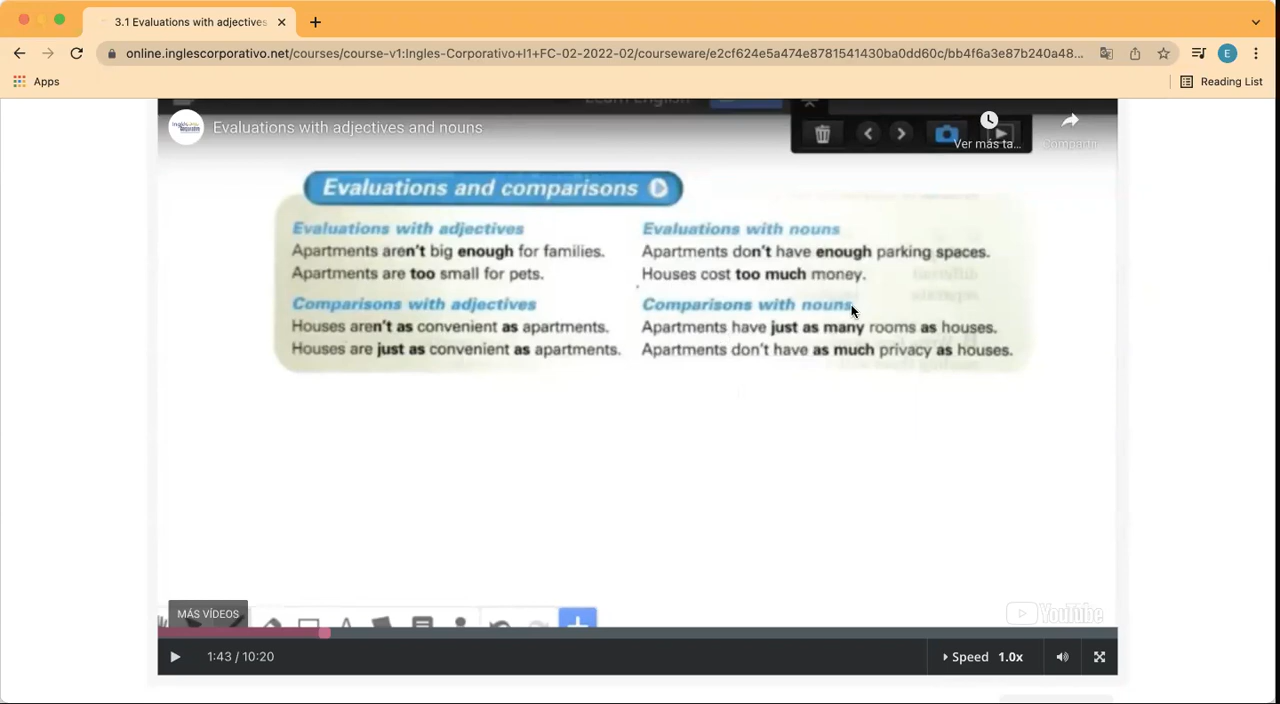 3.1 Evaluations with adjectives
online.inglescorporativo.net/courses/course-v1:Ingles-Corporativo+I1+FC-02-2022-02/courseware/e2cf624e5a474e8781541430ba0dd60c/bb4f6a3e87b240a48...
E
Apps
Reading List
Learn English
Evaluations with adjectives and nouns
Ver más ta...
Compartir
Evaluations and comparisons
Evaluations with adjectives
Apartments aren't big enough for families.
Apartments are too small for pets.
Comparisons with adjectives
Houses aren't as convenient as apartments.
Houses are just as convenient as apartments.
Evaluations with nouns
Apartments don't have enough parking spaces.
Houses cost too much money.
Comparisons with nouns
Apartments have just as many rooms as houses.
Apartments don't have as much privacy as houses.
MÁS VÍDEOS
YouTube
1:43 / 10:20
Speed 1.0x